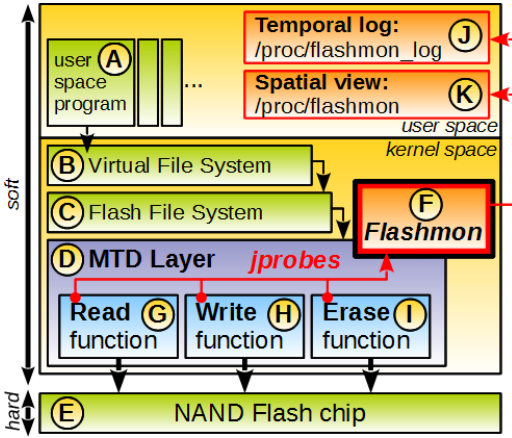 Temporal log:
/proc/flashmon_log
J
Spatial view:
/proc/flashmon
K
user
space
program
A
...
user space
kernel space
B Virtual File System
C Flash File System
F
Flashmon
D MTD Layer
jprobes
Read
function
G
Write
function
H
Erase
function
I
E NAND Flash chip
soft
hard